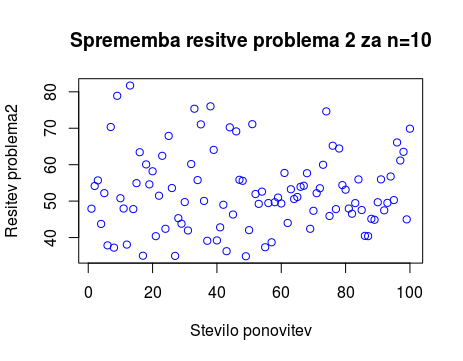 Sprememba resitve problema 2 za n=10
Resitev problema2
80
70
60
50
40
0 20 40 60 80 100
Stevilo ponovitev